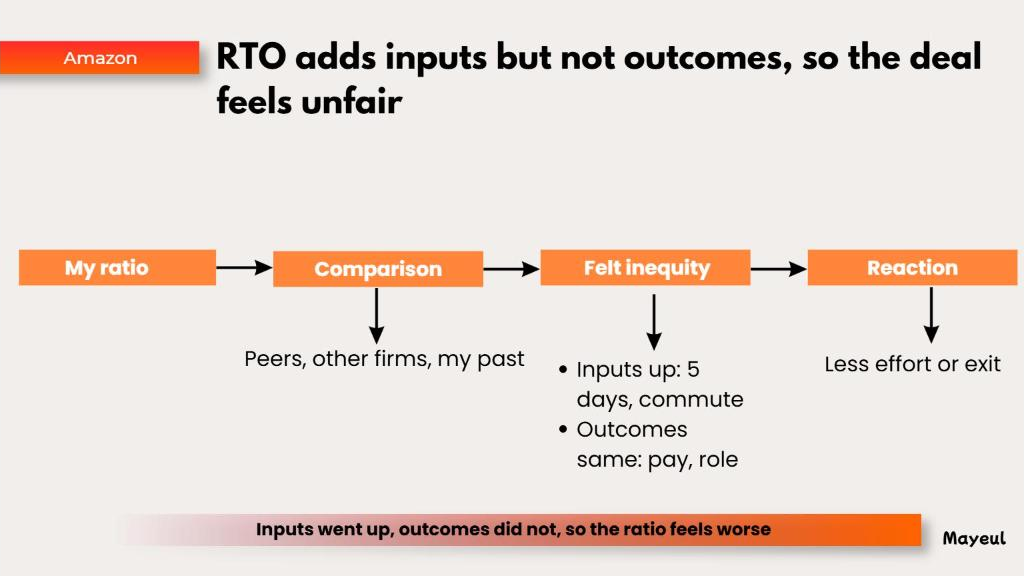 Amazon
RTO adds inputs but not outcomes, so the deal
feels unfair
My ratio
Comparison
Felt inequity
Reaction
Peers, other firms, my past
• Inputs up: 5
days, commute
• Outcomes
same: pay, role
Less effort or exit
Inputs went up, outcomes did not, so the ratio feels worse
Mayeul